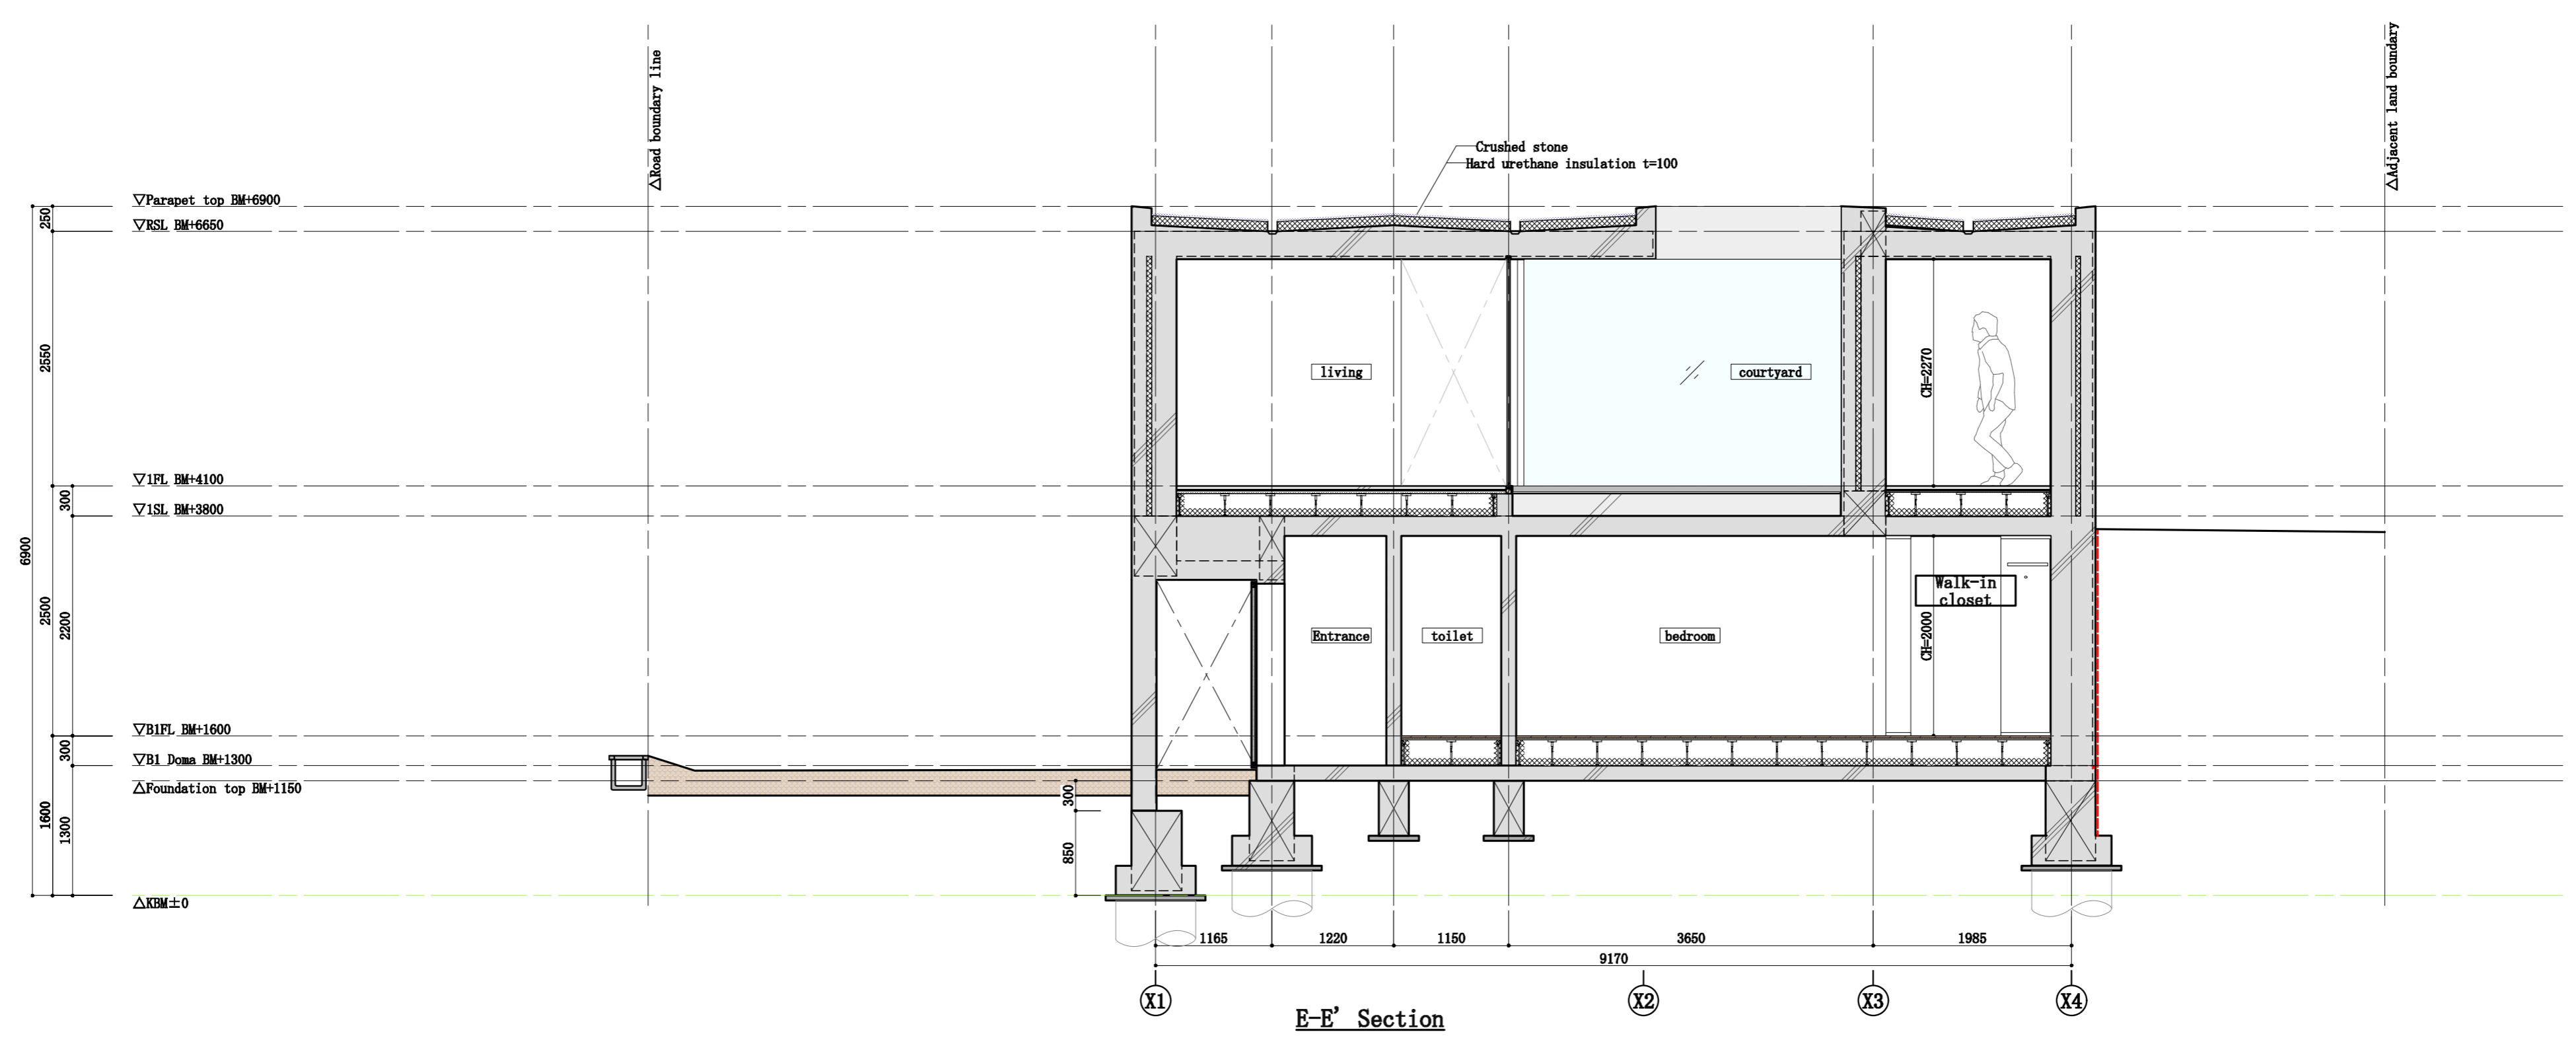 △Road boundary line
△Adjacent land boundary
Crushed stone
Hard urethane insulation t=100
▽Parapet top BM+6900
250
▽RSL BM+6650
2550
living
courtyard
CH=2270
▽1FL BM+4100
300
▽1SL BM+3800
6900
2500
2200
Walk-in
closet
Entrance
toilet
bedroom
CH=2000
▽B1FL BM+1600
300
▽B1 Doma BM+1300
△Foundation top BM+1150
1600
1300
300
850
△KBM±0
1165
1220
1150
3650
1985
9170
X1
X2
X3
X4
E-E' Section